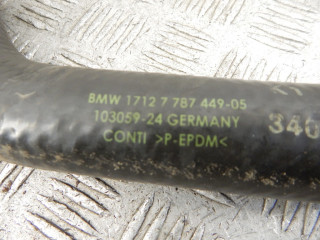 BMW 1712 7 787 449-05
103059-24 GERMANY
CONTI >P-EPDM<
340